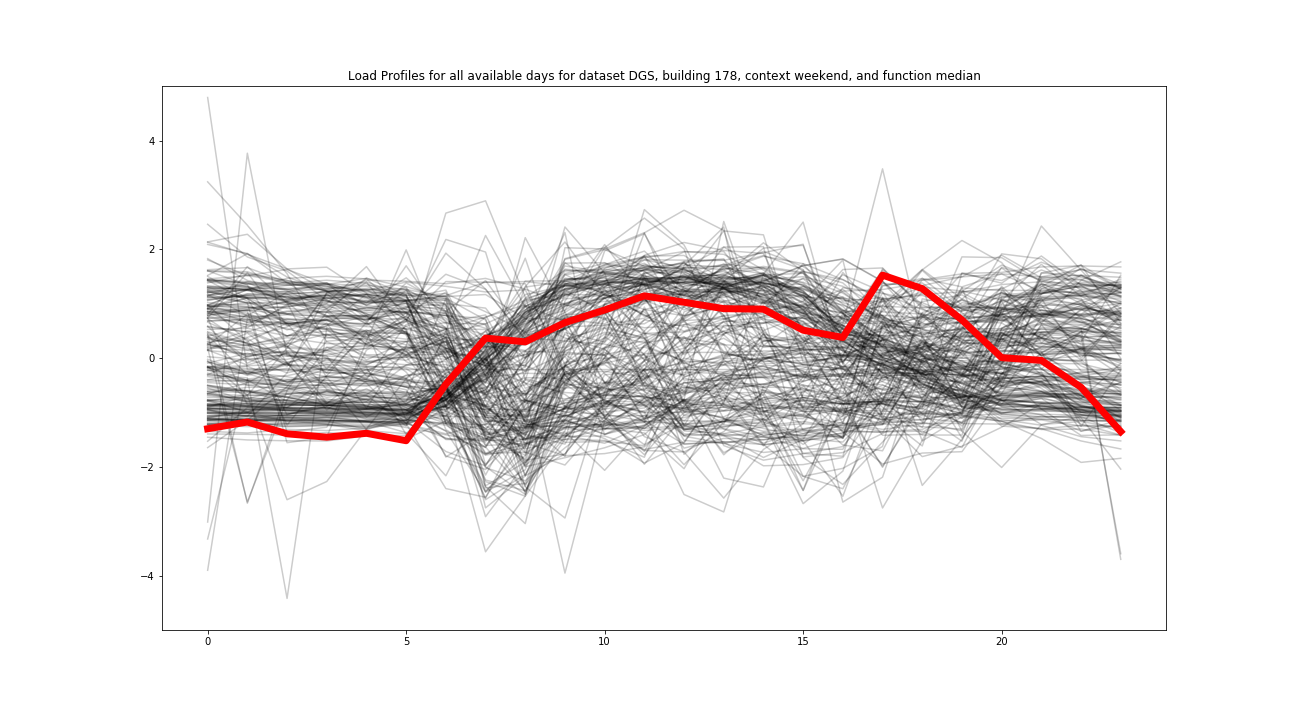 Load Profiles for all available days for dataset DGS, building 178, context weekend, and function median
4
2
0
−2
−4
0 5 10 15 20